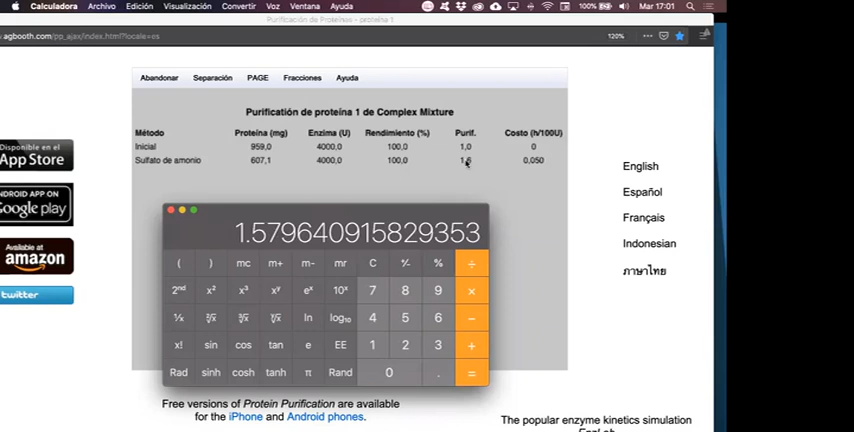 Calculadora Archivo Edición Visualización Convertir Voz Ventana Ayuda 100% Mar 17:01
Purificación de Proteínas - proteína 1
w.agbooth.com/pp_ajax/index.html?locale=es 120%
Abandonar Separación PAGE Fracciones Ayuda
Purificatión de proteína 1 de Complex Mixture
Método Proteína (mg) Enzima (U) Rendimiento (%) Purif. Costo (h/100U)
Inicial 959,0 4000,0 100,0 1,0 0
Sulfato de amonio 607,1 4000,0 100,0 1,6 0,050
Disponible en el
App Store
ANDROID APP ON
Google play
Available at
amazon
twitter
English
Español
Français
Indonesian
ภาษาไทย
1.579640915829353
( ) mc m+ m- mr C +⁄- % ÷
2ⁿᵈ x² x³ xʸ eˣ 10ˣ 7 8 9 ×
¹⁄x ²√x ³√x ʸ√x ln log₁₀ 4 5 6 −
x! sin cos tan e EE 1 2 3 +
Rad sinh cosh tanh π Rand 0 . =
Free versions of Protein Purification are available
for the iPhone and Android phones.
The popular enzyme kinetics simulation
EnzLab